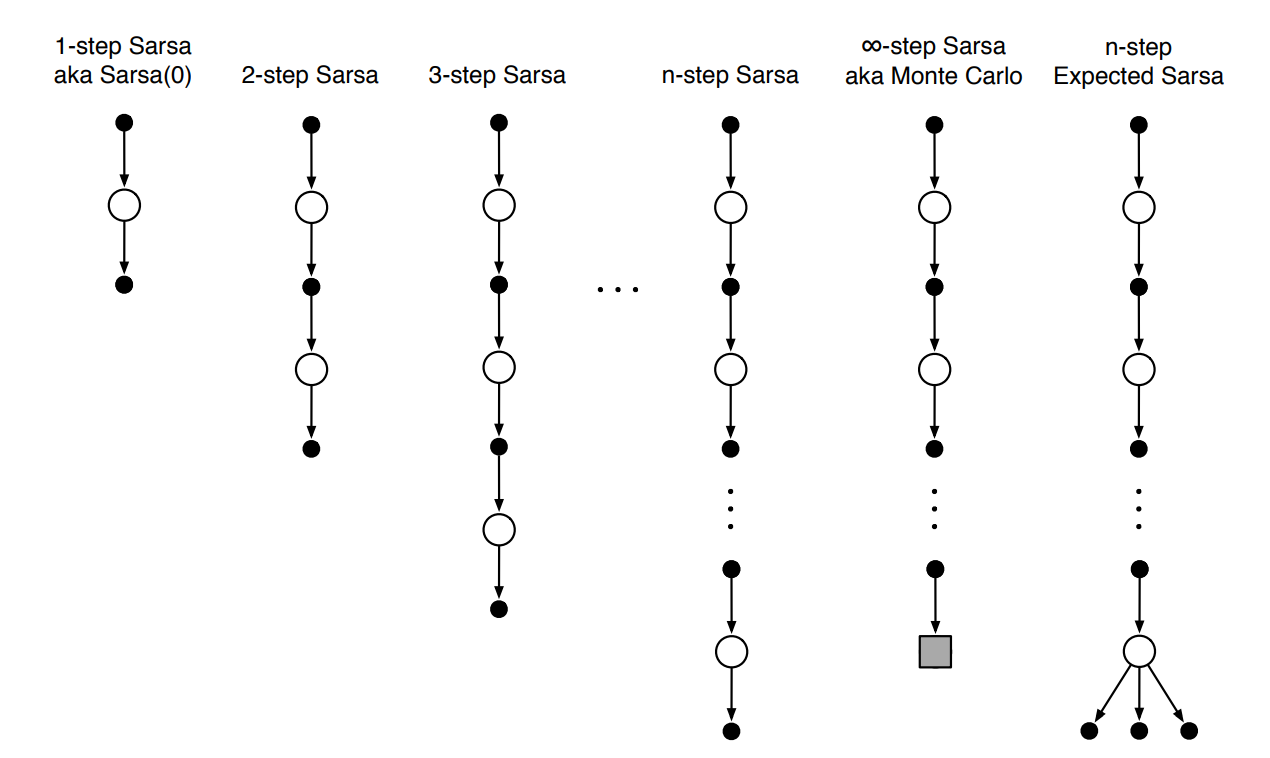 1-step Sarsa
aka Sarsa(0)
2-step Sarsa
3-step Sarsa
. . .
n-step Sarsa
∞-step Sarsa
aka Monte Carlo
n-step
Expected Sarsa